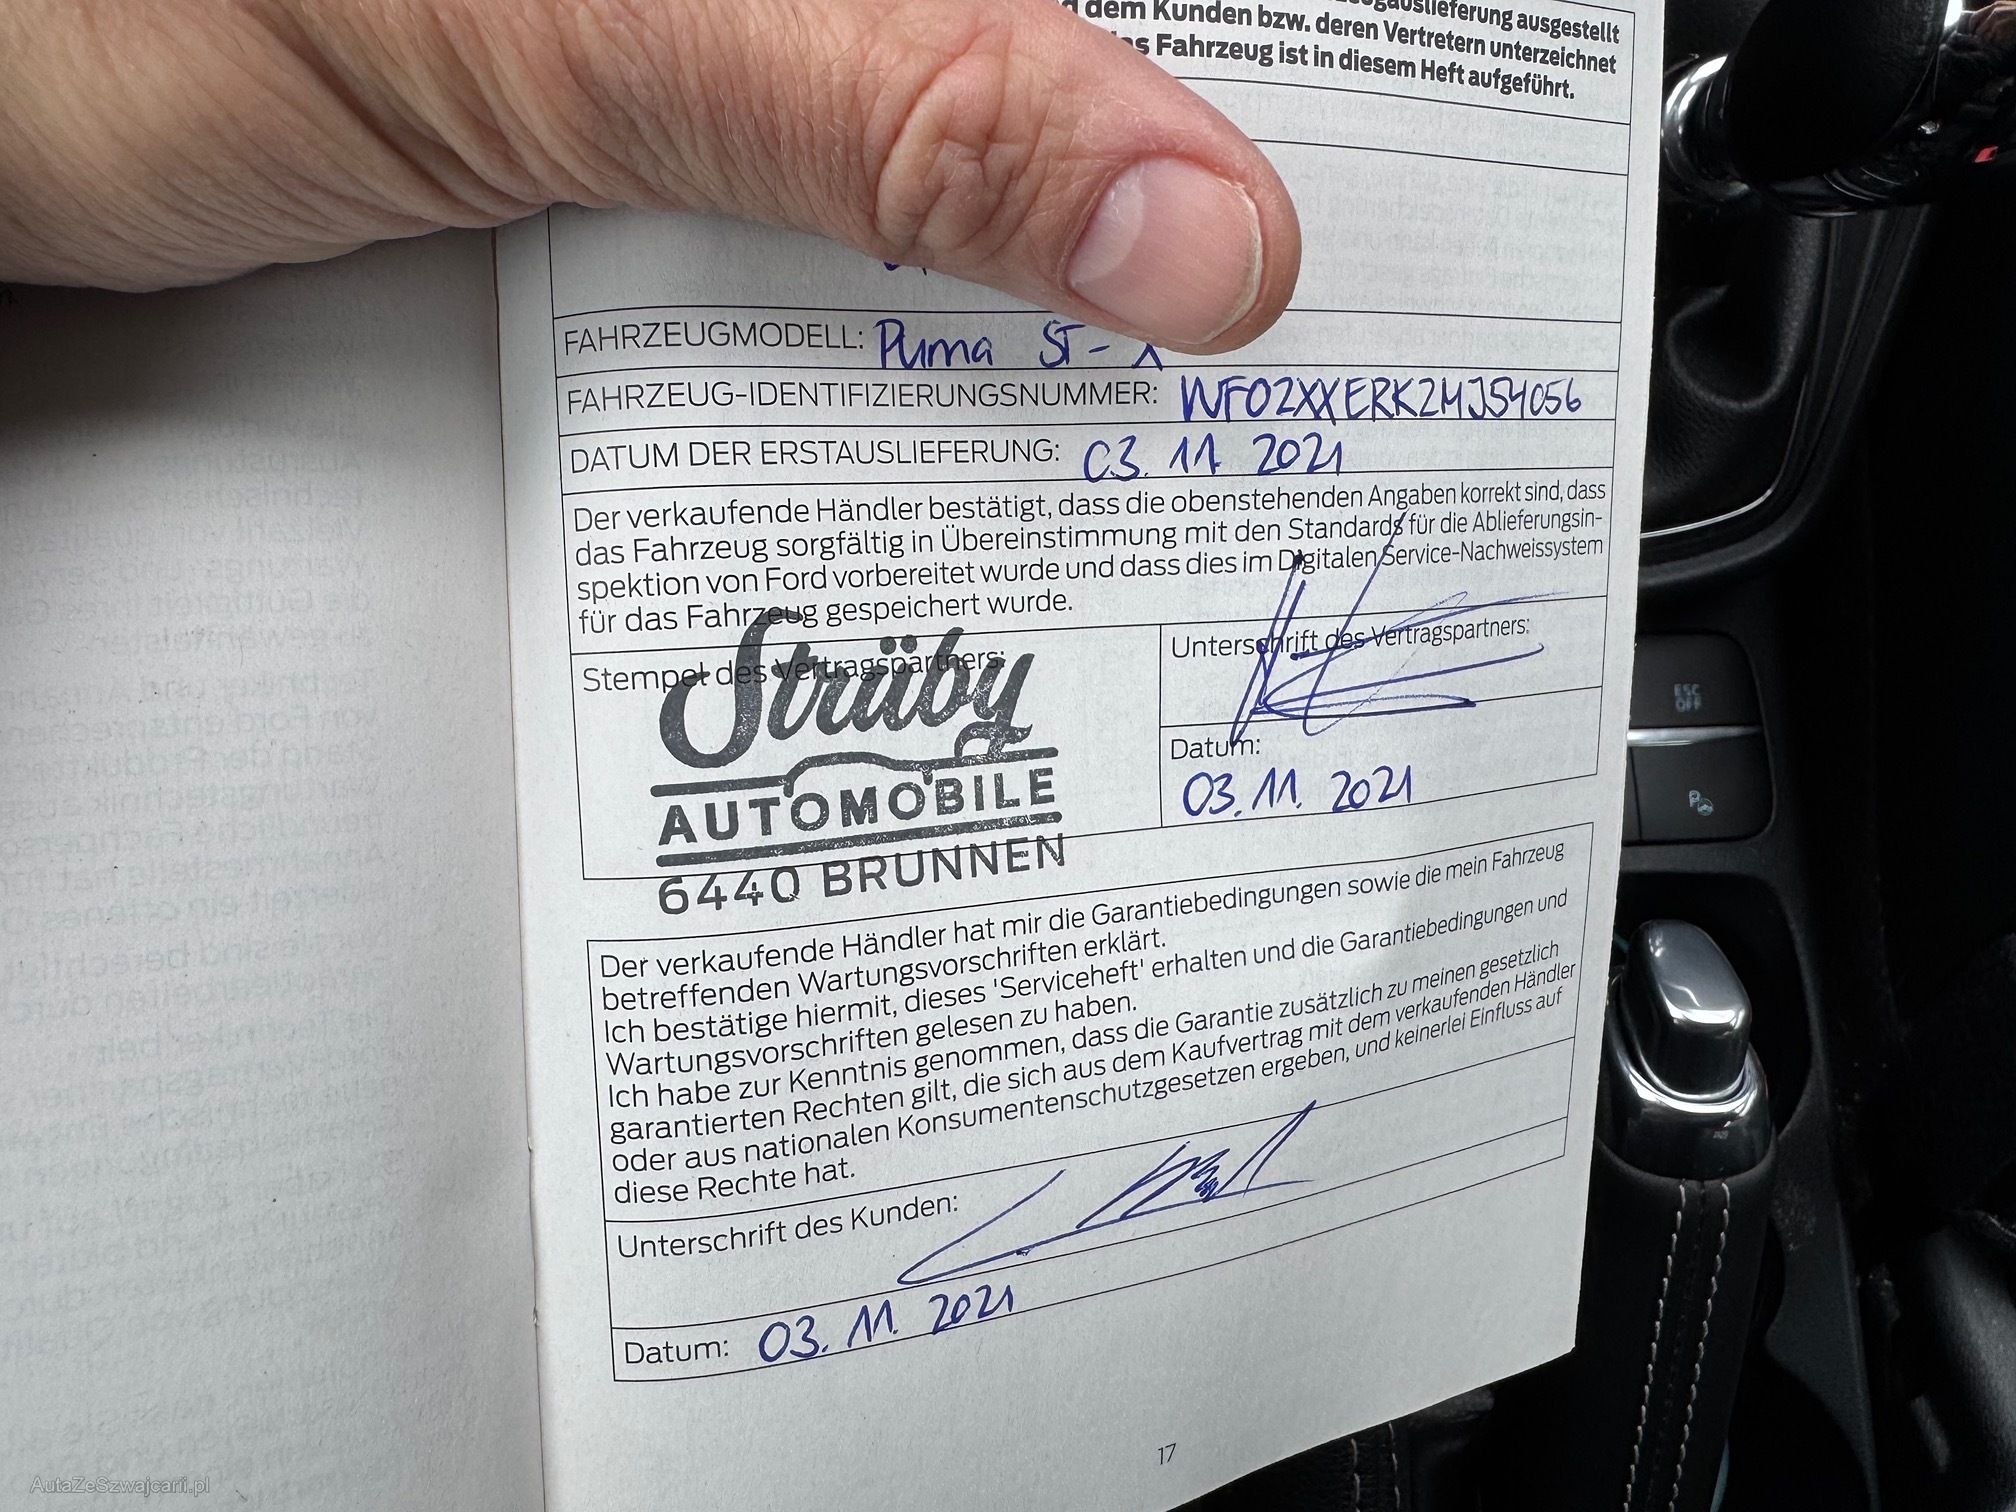 auslieferung ausgestellt
dem Kunden bzw. deren Vertretern unterzeichnet
Fahrzeug ist in diesem Heft aufgeführt.
FAHRZEUGMODELL: Puma ST-X
FAHRZEUG-IDENTIFIZIERUNGSNUMMER: WF02XXERK2MJ54056
DATUM DER ERSTAUSLIEFERUNG: 03. 11. 2021
Der verkaufende Händler bestätigt, dass die obenstehenden Angaben korrekt sind, dass
das Fahrzeug sorgfältig in Übereinstimmung mit den Standards für die Ablieferungsin-
spektion von Ford vorbereitet wurde und dass dies im Digitalen Service-Nachweissystem
für das Fahrzeug gespeichert wurde.
Stempel des Vertragspartners:
Sträby
AUTOMOBILE
6440 BRUNNEN
Unterschrift des Vertragspartners:
Datum:
03. 11. 2021
Der verkaufende Händler hat mir die Garantiebedingungen sowie die mein Fahrzeug
betreffenden Wartungsvorschriften erklärt.
Ich bestätige hiermit, dieses 'Serviceheft' erhalten und die Garantiebedingungen und
Wartungsvorschriften gelesen zu haben.
Ich habe zur Kenntnis genommen, dass die Garantie zusätzlich zu meinen gesetzlich
garantierten Rechten gilt, die sich aus dem Kaufvertrag mit dem verkaufenden Händler
oder aus nationalen Konsumentenschutzgesetzen ergeben, und keinerlei Einfluss auf
diese Rechte hat.
Unterschrift des Kunden:
Datum: 03. 11. 2021
17
ESC
OFF
P
AutaZeSzwajcarii.pl